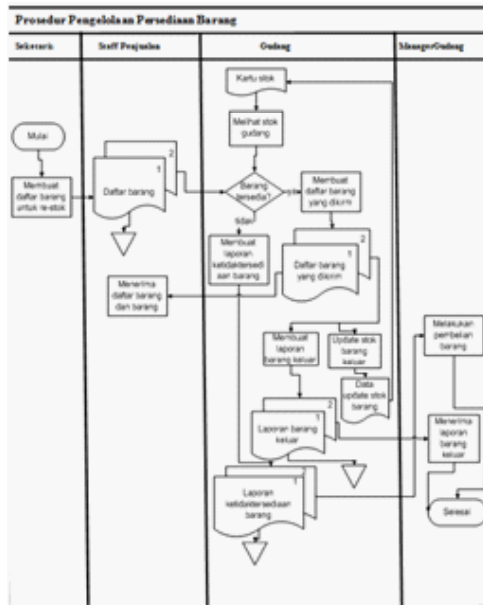 Prosedur Pengelolaan Persediaan Barang
Sekretaris
Staff Penjualan
Gudang
ManagerGudang
Kartu stok
Melihat stok
gudang
Mulai
Membuat
daftar barang
untuk re-stok
1
2
Daftar barang
Barang
tersedia?
ya
tidak
Membuat
daftar barang
yang dikirim
Membuat
laporan
ketidaktersedi
aan barang
1
2
Daftar barang
yang dikirim
Menerima
daftar barang
dan barang
Membuat
laporan
barang keluar
Update stok
barang
keluar
Data
update stok
barang
Melakukan
pembelian
barang
1
2
Laporan barang
keluar
Menerima
laporan
barang
keluar
1
Laporan
ketidaktersediaan
barang
Selesai